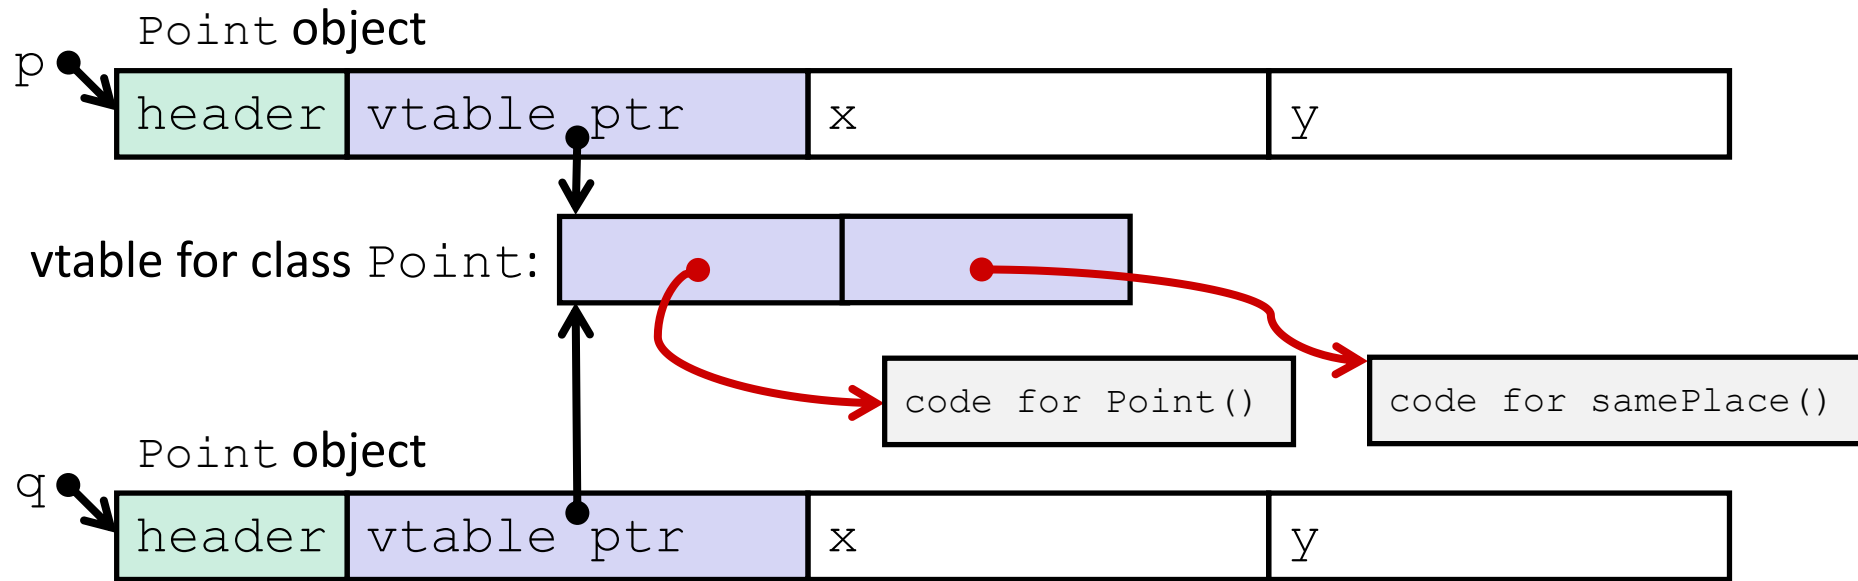 Point object
p
header vtable ptr x y
vtable for class Point:
code for Point() code for samePlace()
Point object
q
header vtable ptr x y